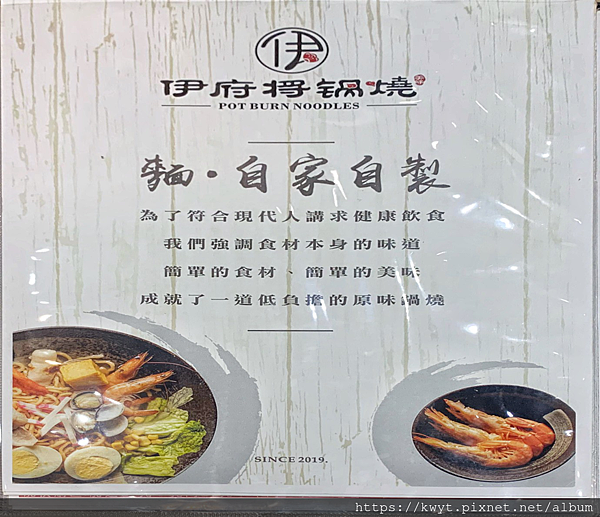 伊
伊府将锅燒
POT BURN NOODLES
麵·自家自製
為了符合現代人講求健康飲食
我們強調食材本身的味道
簡單的食材、簡單的美味
成就了一道低負擔的原味鍋燒
SINCE 2019.
https://kwyt.pixnet.net/album